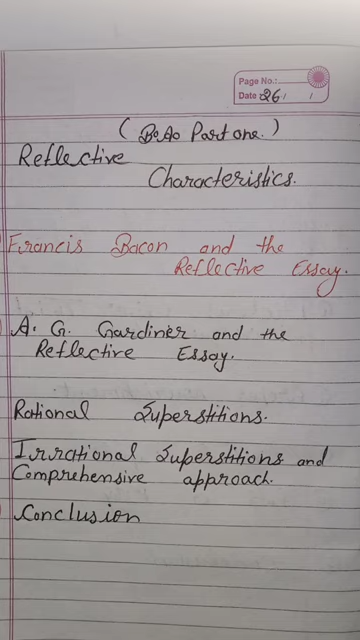 Page No.:
Date 26/ /
(B.A. Part one.)
Reflective
Characteristics.
Francis Bacon and the
Reflective Essay.
A. G. Gardiner and the
Reflective Essay.
Rational Superstitions.
Irrational Superstitions and
Comprehensive approach.
Conclusion